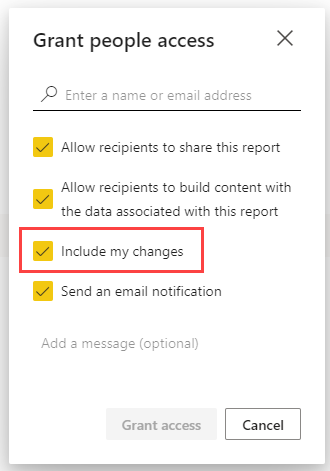 Grant people access
Enter a name or email address
Allow recipients to share this report
Allow recipients to build content with
the data associated with this report
Include my changes
Send an email notification
Add a message (optional)
Grant access
Cancel